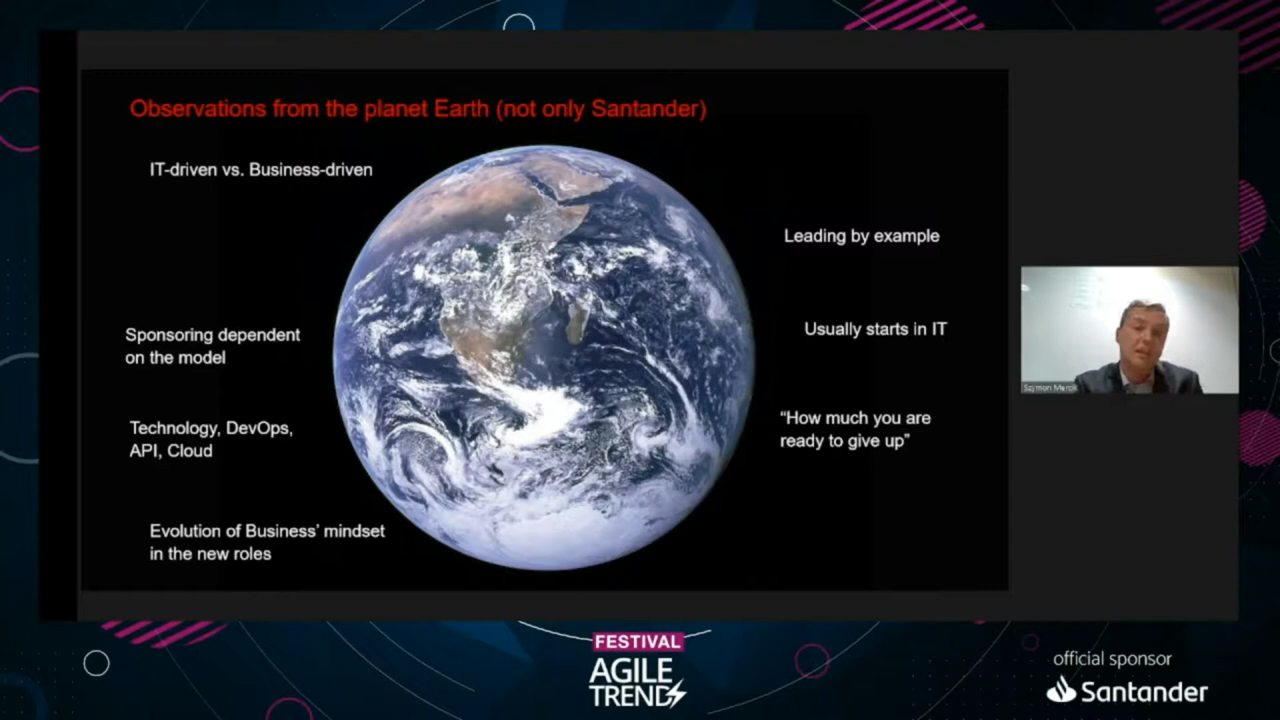 Observations from the planet Earth (not only Santander)
IT-driven vs. Business-driven
Leading by example
Usually starts in IT
Sponsoring dependent
on the model
Technology, DevOps,
API, Cloud
"How much you are
ready to give up"
Evolution of Business' mindset
in the new roles
FESTIVAL
AGILE
TRENDS
official sponsor
Santander